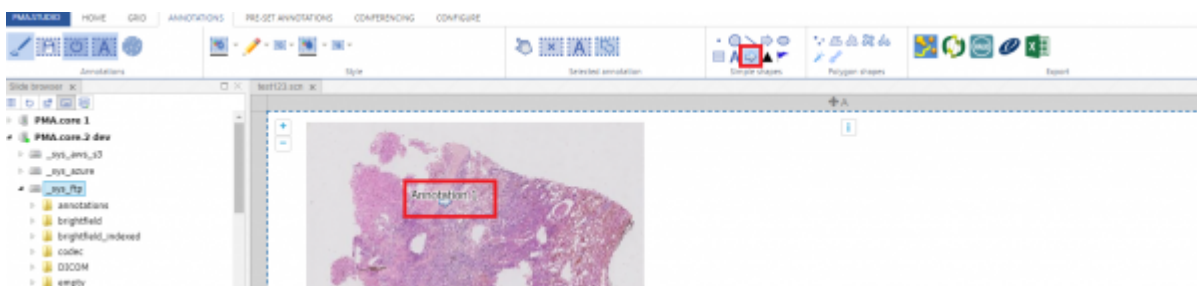 PMA.STUDIO HOME GRID ANNOTATIONS PRE-SET ANNOTATIONS CONFERENCING CONFIGURE
Annotations Style Selected annotation Simple shapes Polygon shapes Export
Slide browser test123.scn
A
PMA.core 1
PMA.core.2 dev
_sys_aws_s3
_sys_azure
_sys_ftp
annotations
brightfield
brightfield_indexed
codec
DICOM
empty
Annotation 1